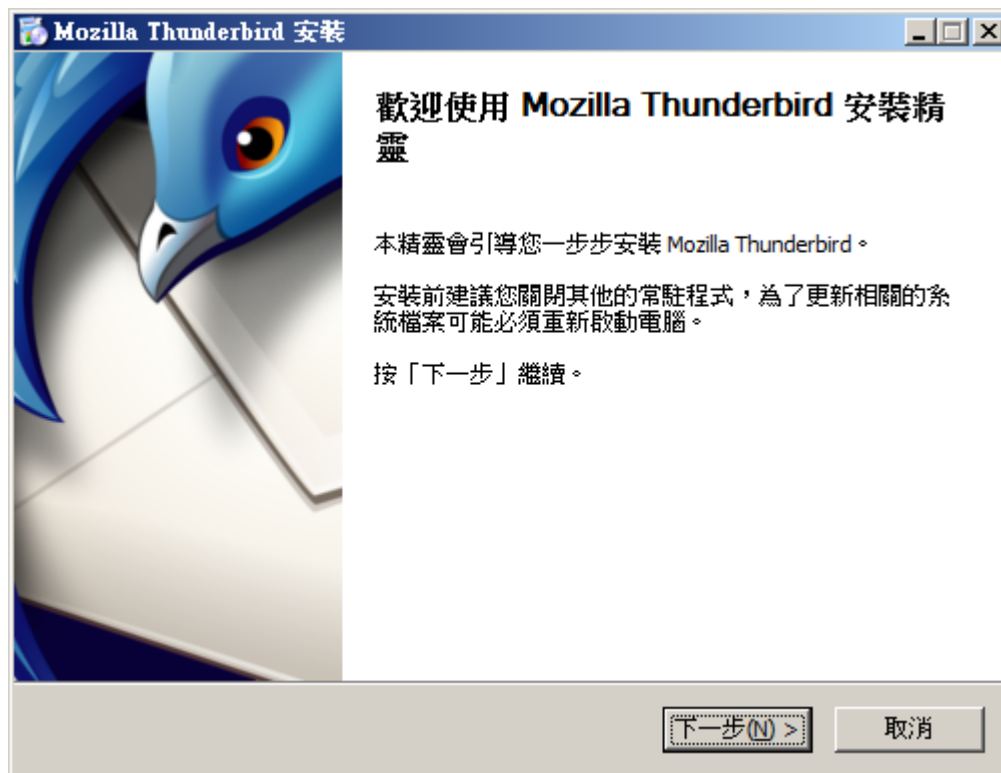 Mozilla Thunderbird 安裝
歡迎使用 Mozilla Thunderbird 安裝精
靈
本精靈會引導您一步步安裝 Mozilla Thunderbird。
安裝前建議您關閉其他的常駐程式，為了更新相關的系
統檔案可能必須重新啟動電腦。
按「下一步」繼續。
下一步(N) >
取消